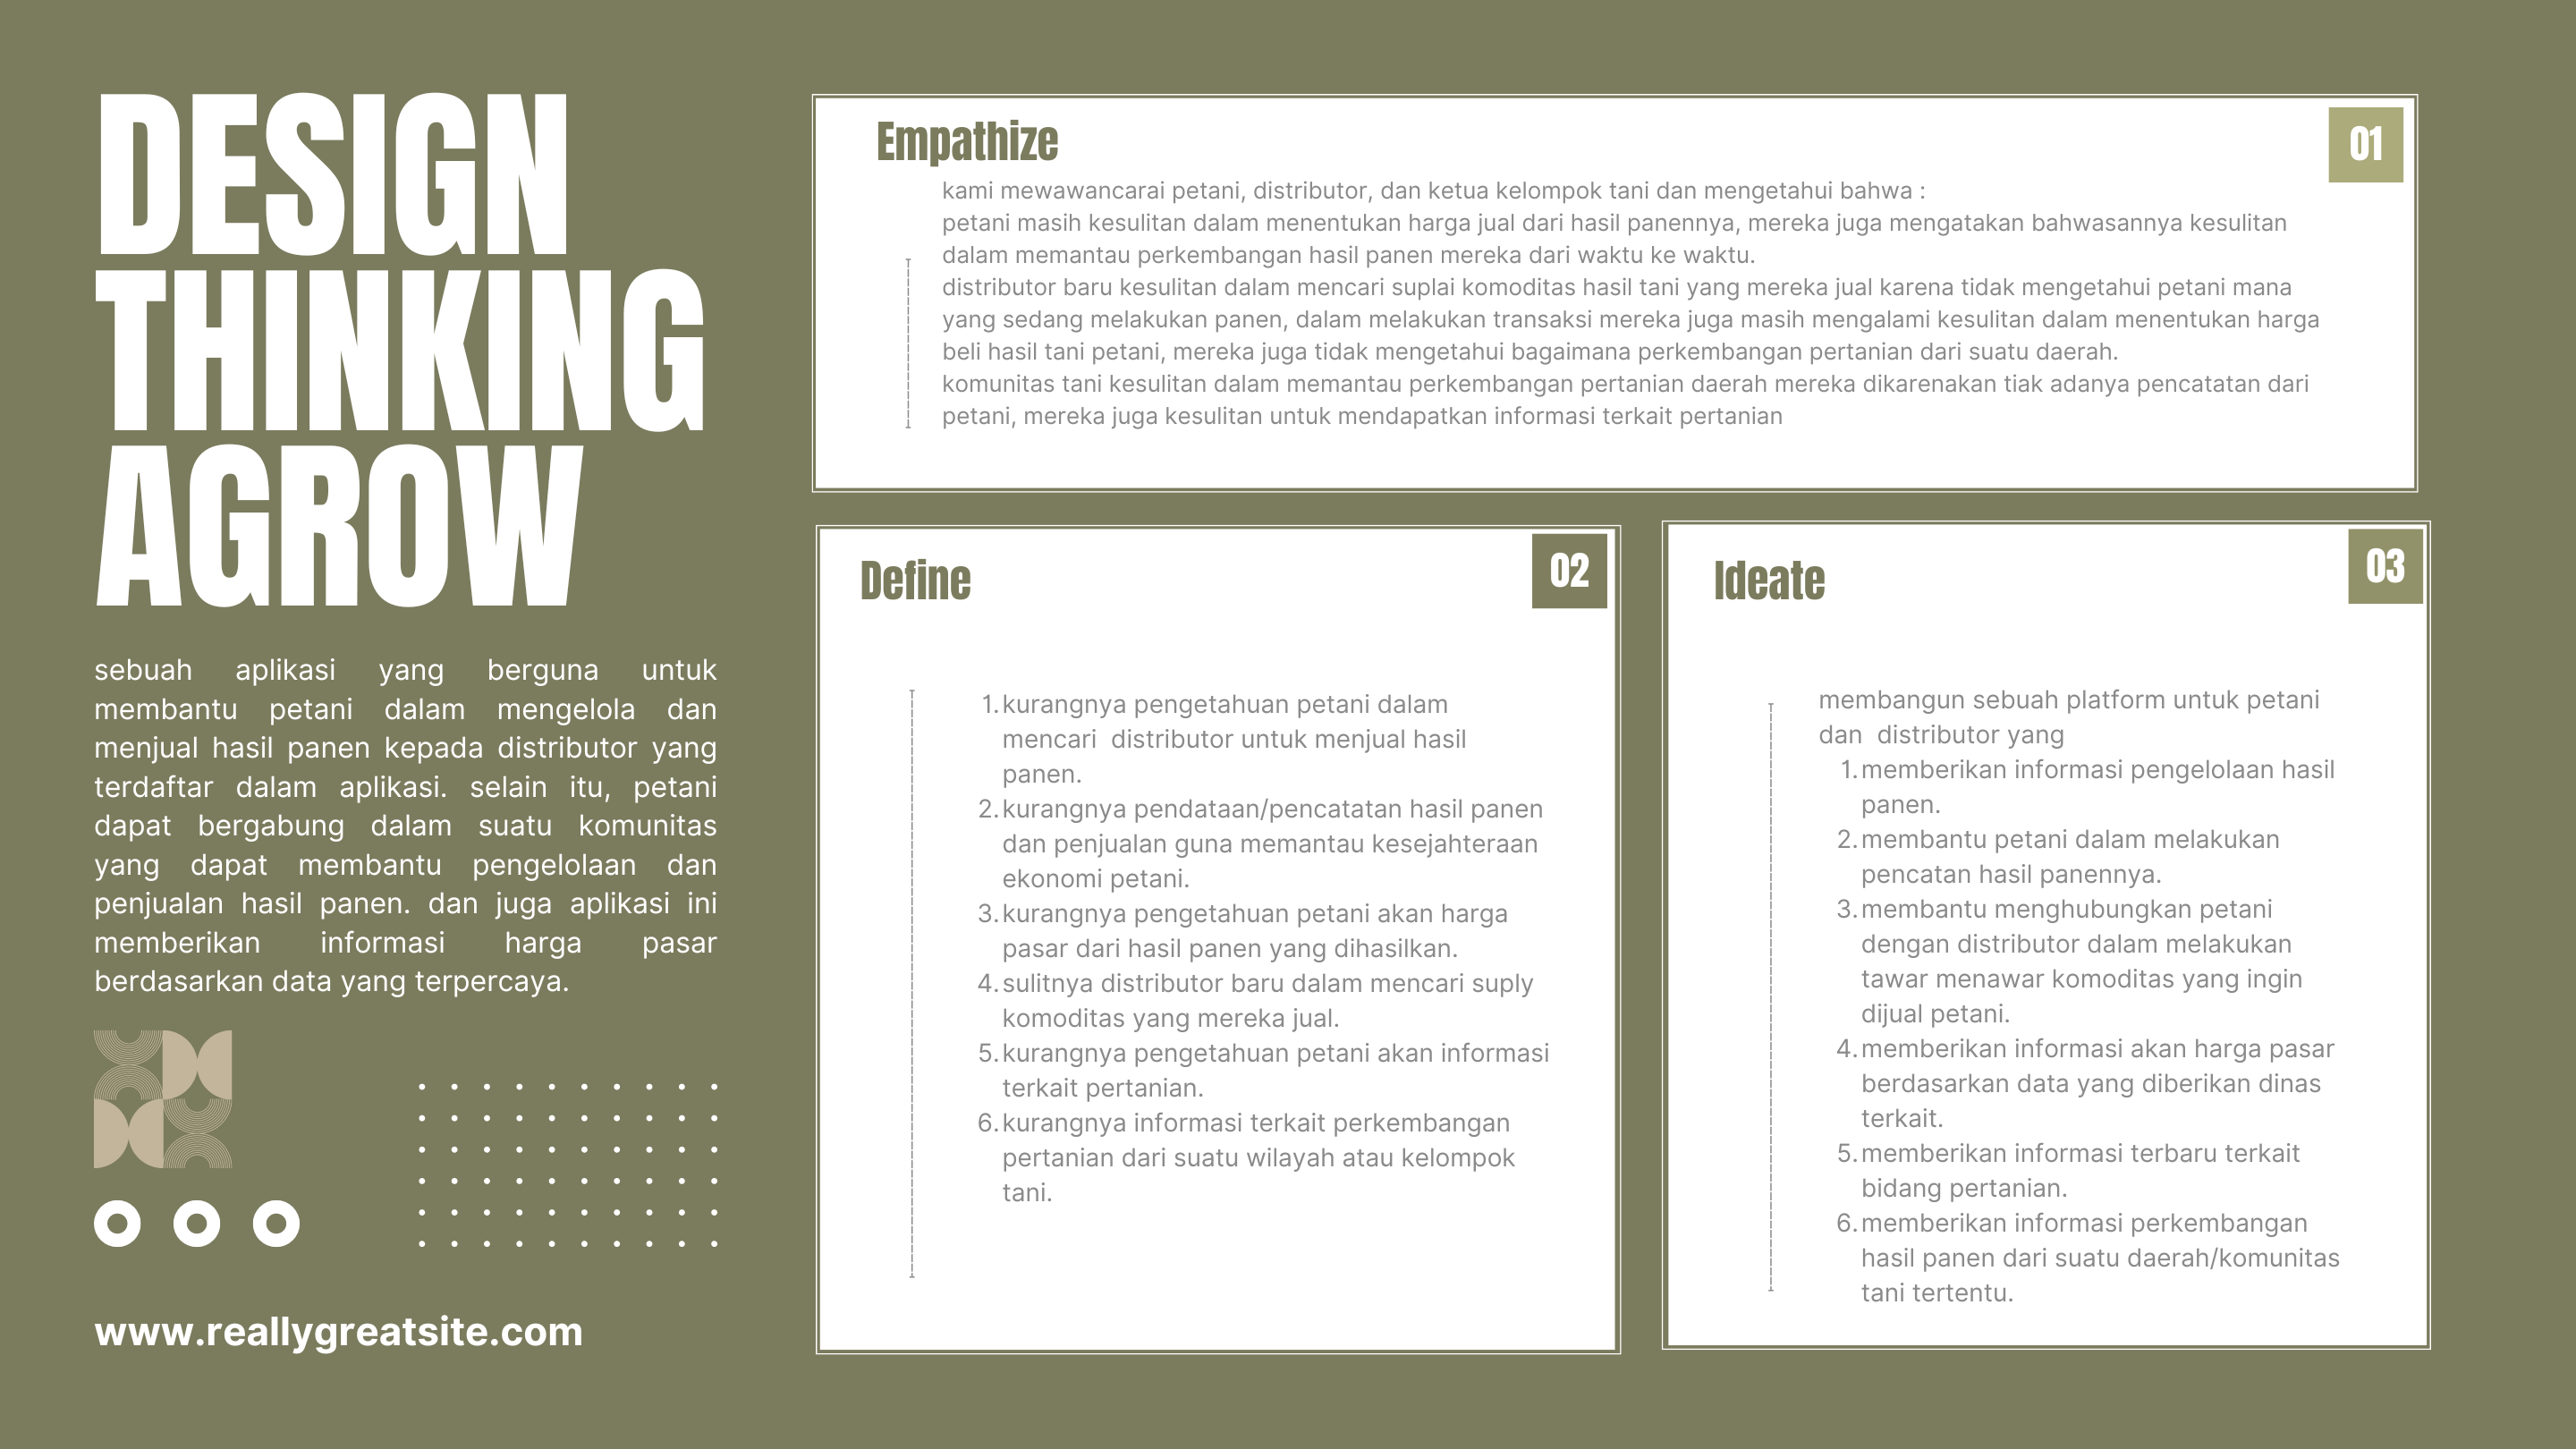 DESIGN
THINKING
AGROW
sebuah aplikasi yang berguna untuk
membantu petani dalam mengelola dan
menjual hasil panen kepada distributor yang
terdaftar dalam aplikasi. selain itu, petani
dapat bergabung dalam suatu komunitas
yang dapat membantu pengelolaan dan
penjualan hasil panen. dan juga aplikasi ini
memberikan informasi harga pasar
berdasarkan data yang terpercaya.
www.reallygreatsite.com
Empathize
01
kami mewawancarai petani, distributor, dan ketua kelompok tani dan mengetahui bahwa :
petani masih kesulitan dalam menentukan harga jual dari hasil panennya, mereka juga mengatakan bahwasannya kesulitan
dalam memantau perkembangan hasil panen mereka dari waktu ke waktu.
distributor baru kesulitan dalam mencari suplai komoditas hasil tani yang mereka jual karena tidak mengetahui petani mana
yang sedang melakukan panen, dalam melakukan transaksi mereka juga masih mengalami kesulitan dalam menentukan harga
beli hasil tani petani, mereka juga tidak mengetahui bagaimana perkembangan pertanian dari suatu daerah.
komunitas tani kesulitan dalam memantau perkembangan pertanian daerah mereka dikarenakan tiak adanya pencatatan dari
petani, mereka juga kesulitan untuk mendapatkan informasi terkait pertanian
Define
02
1. kurangnya pengetahuan petani dalam
mencari distributor untuk menjual hasil
panen.
2. kurangnya pendataan/pencatatan hasil panen
dan penjualan guna memantau kesejahteraan
ekonomi petani.
3. kurangnya pengetahuan petani akan harga
pasar dari hasil panen yang dihasilkan.
4. sulitnya distributor baru dalam mencari suply
komoditas yang mereka jual.
5. kurangnya pengetahuan petani akan informasi
terkait pertanian.
6. kurangnya informasi terkait perkembangan
pertanian dari suatu wilayah atau kelompok
tani.
Ideate
03
membangun sebuah platform untuk petani
dan distributor yang
1. memberikan informasi pengelolaan hasil
panen.
2. membantu petani dalam melakukan
pencatan hasil panennya.
3. membantu menghubungkan petani
dengan distributor dalam melakukan
tawar menawar komoditas yang ingin
dijual petani.
4. memberikan informasi akan harga pasar
berdasarkan data yang diberikan dinas
terkait.
5. memberikan informasi terbaru terkait
bidang pertanian.
6. memberikan informasi perkembangan
hasil panen dari suatu daerah/komunitas
tani tertentu.